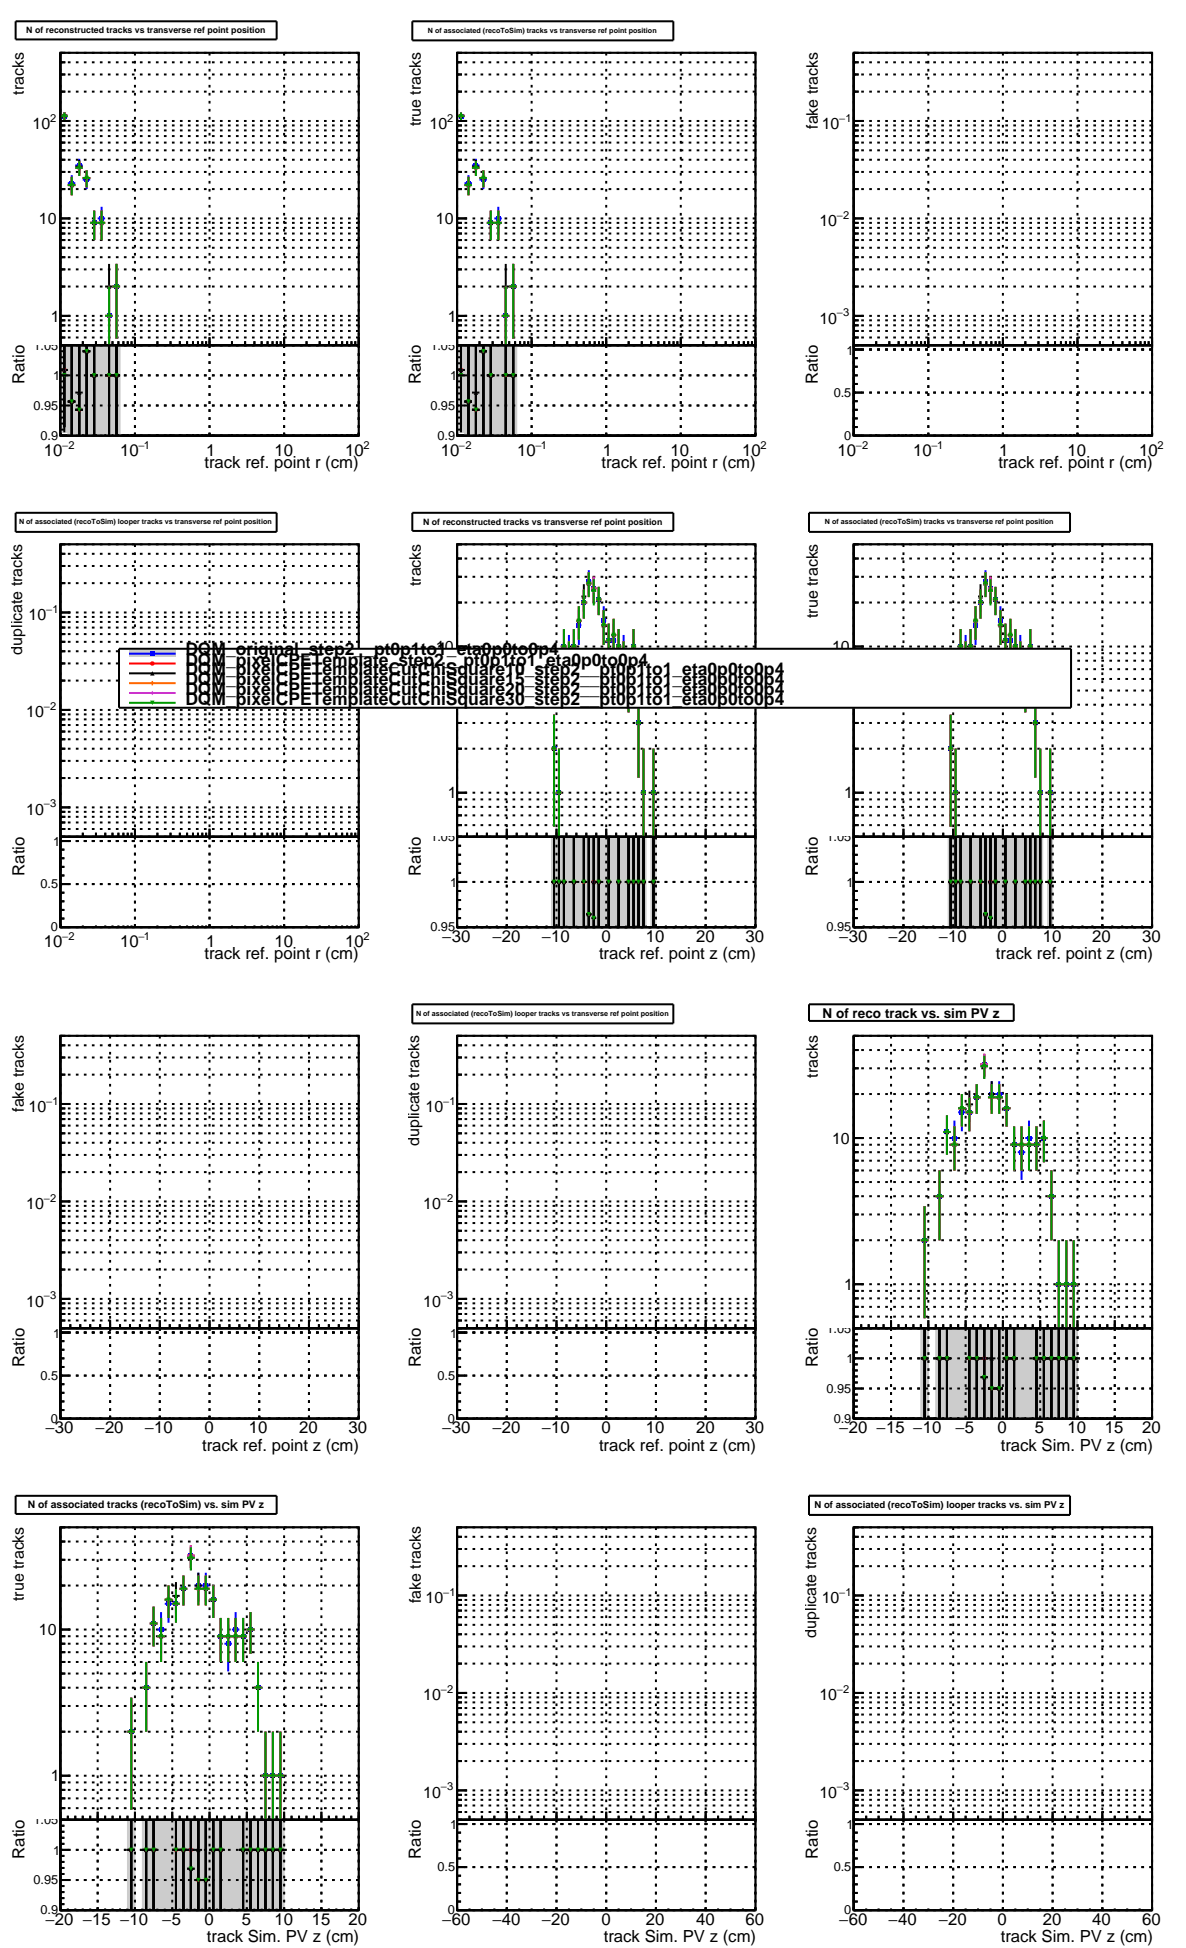 N of reconstructed tracks vs transverse ref point position
tracks
10²
10
1
Ratio
1.05
1
0.95
0.9
10⁻² 10⁻¹ 1 10 10²
track ref. point r (cm)
N of associated (recoToSim) tracks vs transverse ref point position
true tracks
10²
10
1
Ratio
1.05
1
0.95
0.9
10⁻² 10⁻¹ 1 10 10²
track ref. point r (cm)
fake tracks
10⁻¹
10⁻²
10⁻³
Ratio
1
0.5
0
10⁻² 10⁻¹ 1 10 10²
track ref. point r (cm)
N of associated (recoToSim) looper tracks vs transverse ref point position
duplicate tracks
10⁻¹
10⁻²
10⁻³
Ratio
1
0.5
0
10⁻² 10⁻¹ 1 10 10²
track ref. point r (cm)
N of reconstructed tracks vs transverse ref point position
tracks
10
1
Ratio
1.05
1
0.95
−30 −20 −10 0 10 20 30
track ref. point z (cm)
N of associated (recoToSim) tracks vs transverse ref point position
true tracks
10
1
Ratio
1.05
1
0.95
−30 −20 −10 0 10 20 30
track ref. point z (cm)
DQM_original_step2__pt0p1to1_eta0p0to0p4
DQM_pixelCPETemplate_step2__pt0p1to1_eta0p0to0p4
DQM_pixelCPETemplateCutChiSquare10_step2__pt0p1to1_eta0p0to0p4
DQM_pixelCPETemplateCutChiSquare15_step2__pt0p1to1_eta0p0to0p4
DQM_pixelCPETemplateCutChiSquare20_step2__pt0p1to1_eta0p0to0p4
DQM_pixelCPETemplateCutChiSquare30_step2__pt0p1to1_eta0p0to0p4
fake tracks
10⁻¹
10⁻²
10⁻³
Ratio
1
0.5
0
−30 −20 −10 0 10 20 30
track ref. point z (cm)
N of associated (recoToSim) looper tracks vs transverse ref point position
duplicate tracks
10⁻¹
10⁻²
10⁻³
Ratio
1
0.5
0
−30 −20 −10 0 10 20 30
track ref. point z (cm)
N of reco track vs. sim PV z
tracks
10
1
Ratio
1.05
1
0.95
0.9
−20 −15 −10 −5 0 5 10 15 20
track Sim. PV z (cm)
N of associated tracks (recoToSim) vs. sim PV z
true tracks
10
1
Ratio
1.05
1
0.95
0.9
−20 −15 −10 −5 0 5 10 15 20
track Sim. PV z (cm)
fake tracks
10⁻¹
10⁻²
10⁻³
Ratio
1
0.5
0
−60 −40 −20 0 20 40 60
track Sim. PV z (cm)
N of associated (recoToSim) looper tracks vs. sim PV z
duplicate tracks
10⁻¹
10⁻²
10⁻³
Ratio
1
0.5
0
−60 −40 −20 0 20 40 60
track Sim. PV z (cm)